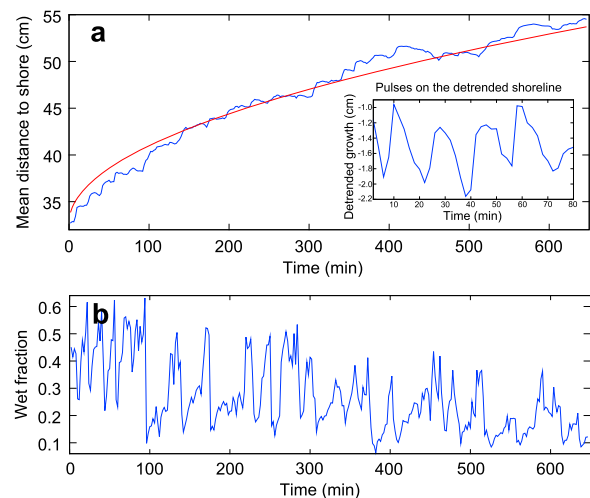 a
55
50
45
40
35
Mean distance to shore (cm)
Pulses on the detrended shoreline
-1.0
-1.2
-1.4
-1.6
-1.8
-2.0
-2.2
Detrended growth (cm)
10 20 30 40 50 60 70 80
Time (min)
0 100 200 300 400 500 600
Time (min)
b
0.6
0.5
0.4
0.3
0.2
0.1
Wet fraction
0 100 200 300 400 500 600
Time (min)